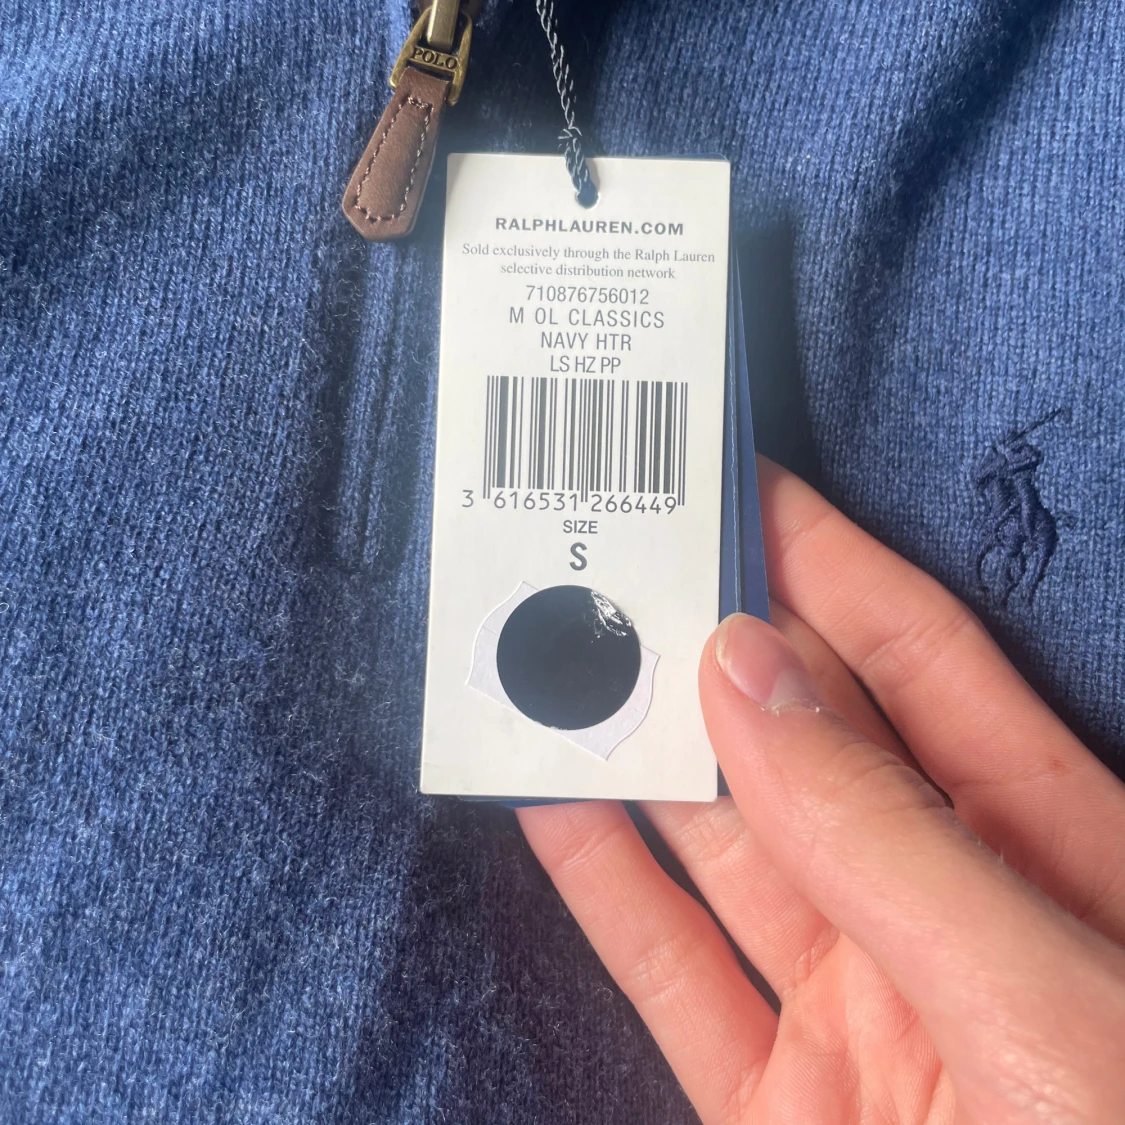 POLO
RALPHLAUREN.COM
Sold exclusively through the Ralph Lauren
selective distribution network
710876756012
M OL CLASSICS
NAVY HTR
LS HZ PP
3 616531 266449
SIZE
S